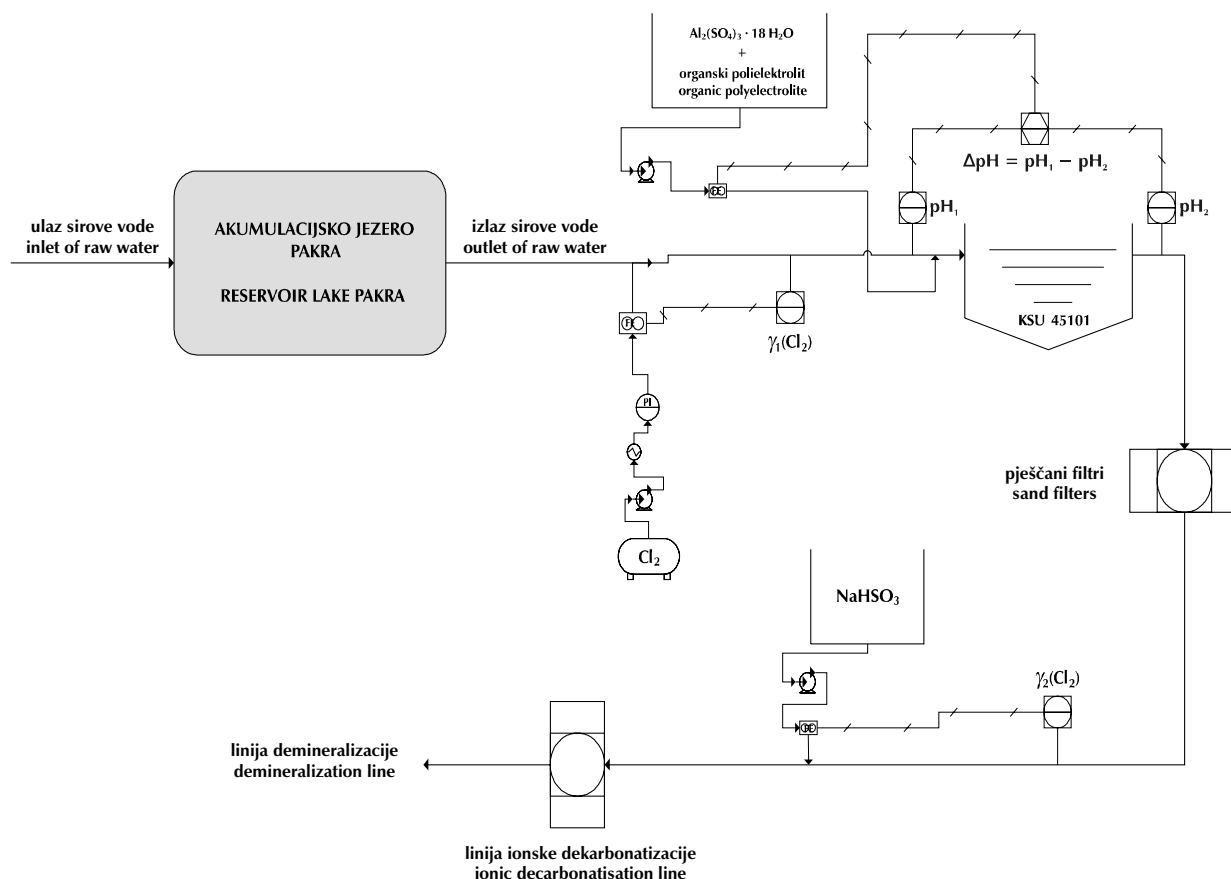 Al₂(SO₄)₃ · 18 H₂O
+
organski polielektrolit
organic polyelectrolite
ΔpH = pH₁ − pH₂
pH₁
pH₂
ulaz sirove vode
inlet of raw water
AKUMULACIJSKO JEZERO
PAKRA
RESERVOIR LAKE PAKRA
izlaz sirove vode
outlet of raw water
KSU 45101
γ₁(Cl₂)
PI
Cl₂
pješčani filtri
sand filters
NaHSO₃
γ₂(Cl₂)
linija demineralizacije
demineralization line
linija ionske dekarbonatizacije
ionic decarbonatisation line